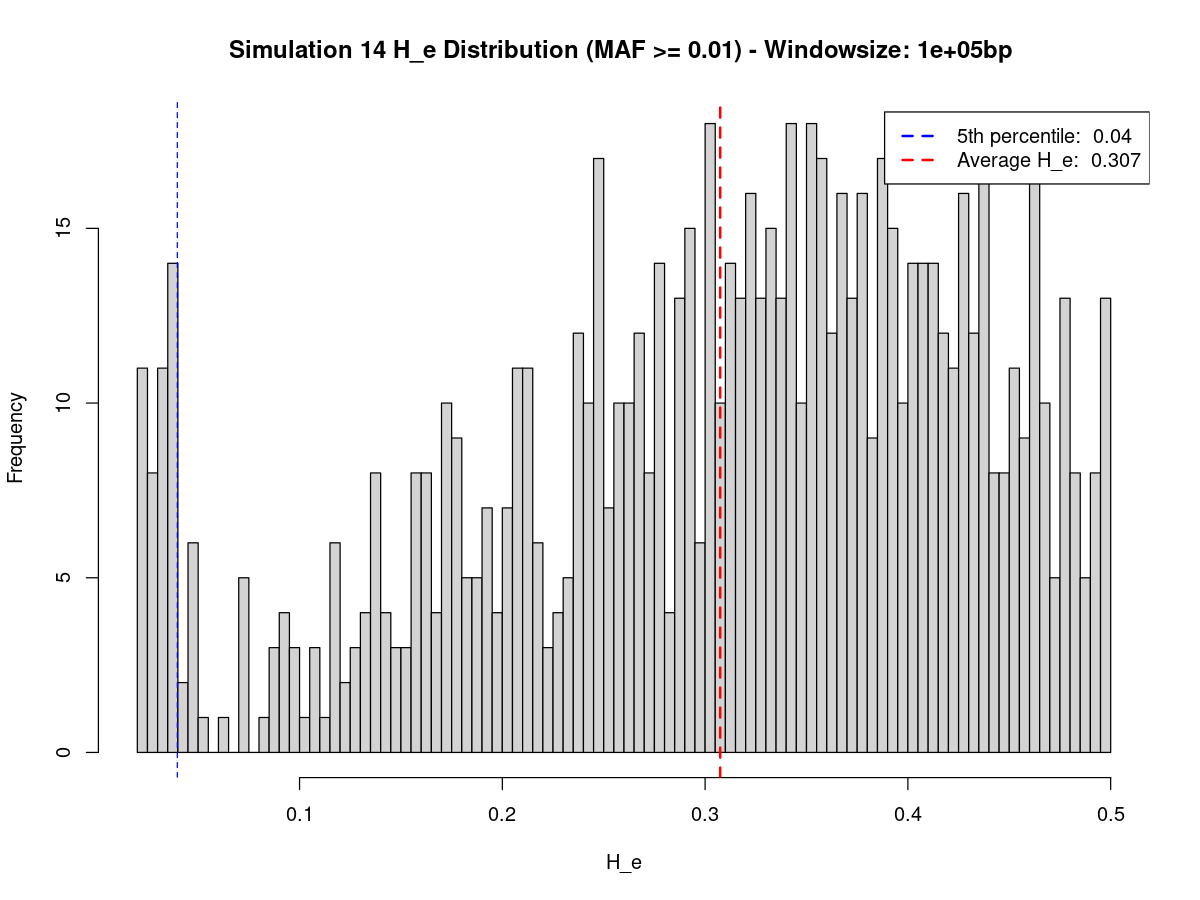 Simulation 14 H_e Distribution (MAF >= 0.01) - Windowsize: 1e+05bp
5th percentile:  0.04
Average H_e:  0.307
Frequency
15
10
5
0
0.1
0.2
0.3
0.4
0.5
H_e